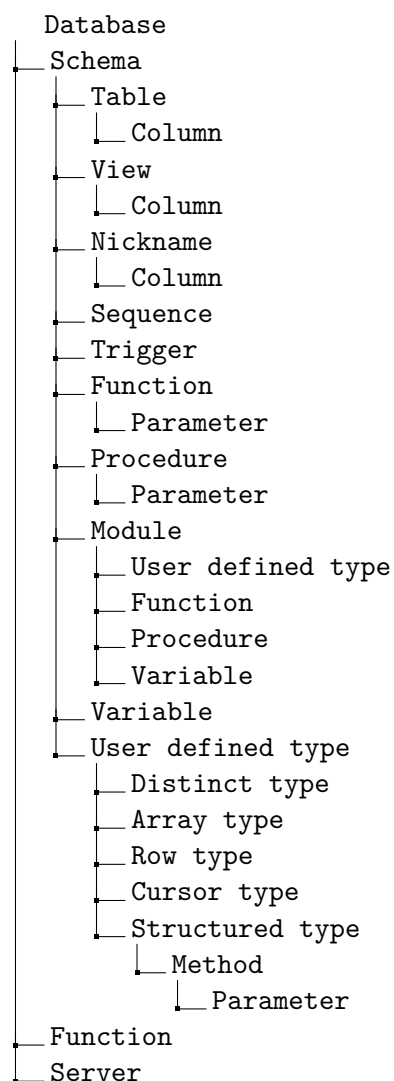 Database
Schema
Table
Column
View
Column
Nickname
Column
Sequence
Trigger
Function
Parameter
Procedure
Parameter
Module
User defined type
Function
Procedure
Variable
Variable
User defined type
Distinct type
Array type
Row type
Cursor type
Structured type
Method
Parameter
Function
Server